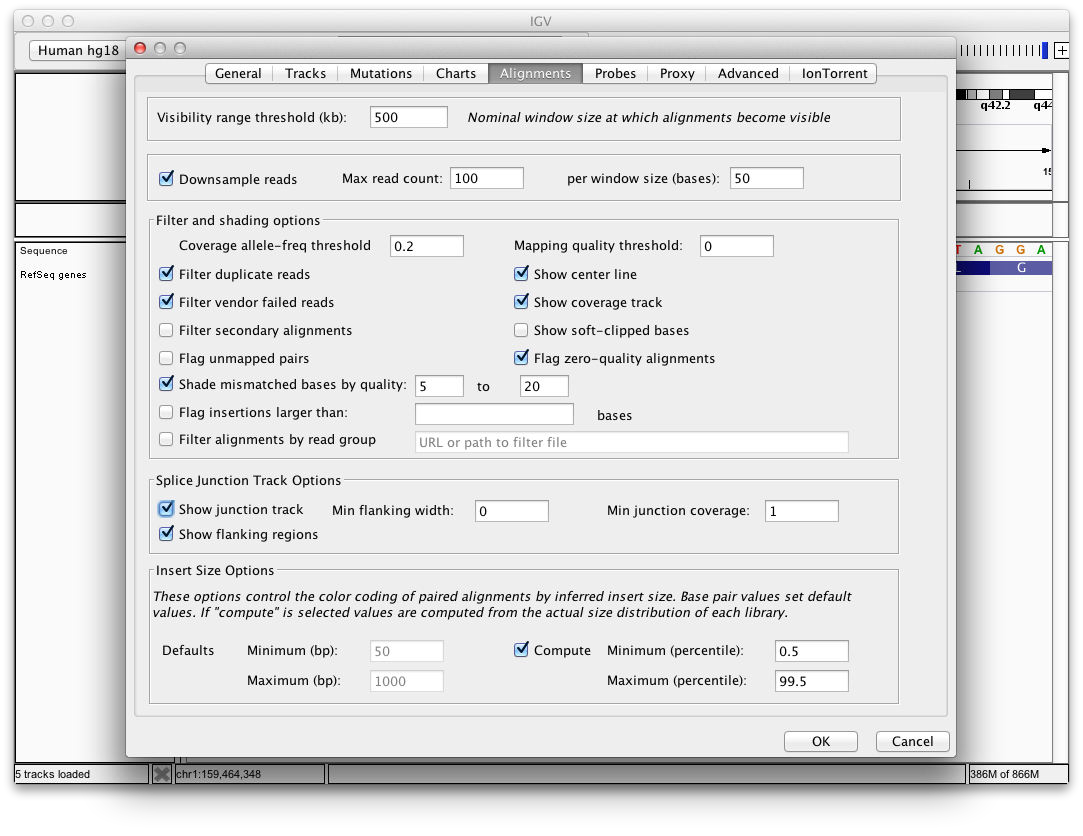 IGV
Human hg18
General Tracks Mutations Charts Alignments Probes Proxy Advanced IonTorrent
Visibility range threshold (kb): 500 Nominal window size at which alignments become visible
Downsample reads Max read count: 100 per window size (bases): 50
Filter and shading options
Coverage allele-freq threshold 0.2 Mapping quality threshold: 0
Filter duplicate reads Show center line
Filter vendor failed reads Show coverage track
Filter secondary alignments Show soft-clipped bases
Flag unmapped pairs Flag zero-quality alignments
Shade mismatched bases by quality: 5 to 20
Flag insertions larger than: bases
Filter alignments by read group URL or path to filter file
Splice Junction Track Options
Show junction track Min flanking width: 0 Min junction coverage: 1
Show flanking regions
Insert Size Options
These options control the color coding of paired alignments by inferred insert size. Base pair values set default
values. If "compute" is selected values are computed from the actual size distribution of each library.
Defaults Minimum (bp): 50 Compute Minimum (percentile): 0.5
Maximum (bp): 1000 Maximum (percentile): 99.5
OK Cancel
q42.2 q44
15
Sequence
T A G G A
RefSeq genes
L G
5 tracks loaded chr1:159,464,348 386M of 866M